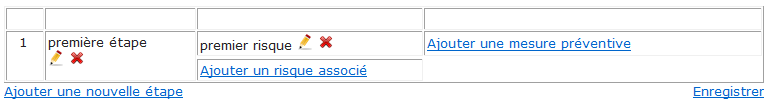 1 première étape premier risque Ajouter une mesure préventive
Ajouter un risque associé
Ajouter une nouvelle étape Enregistrer